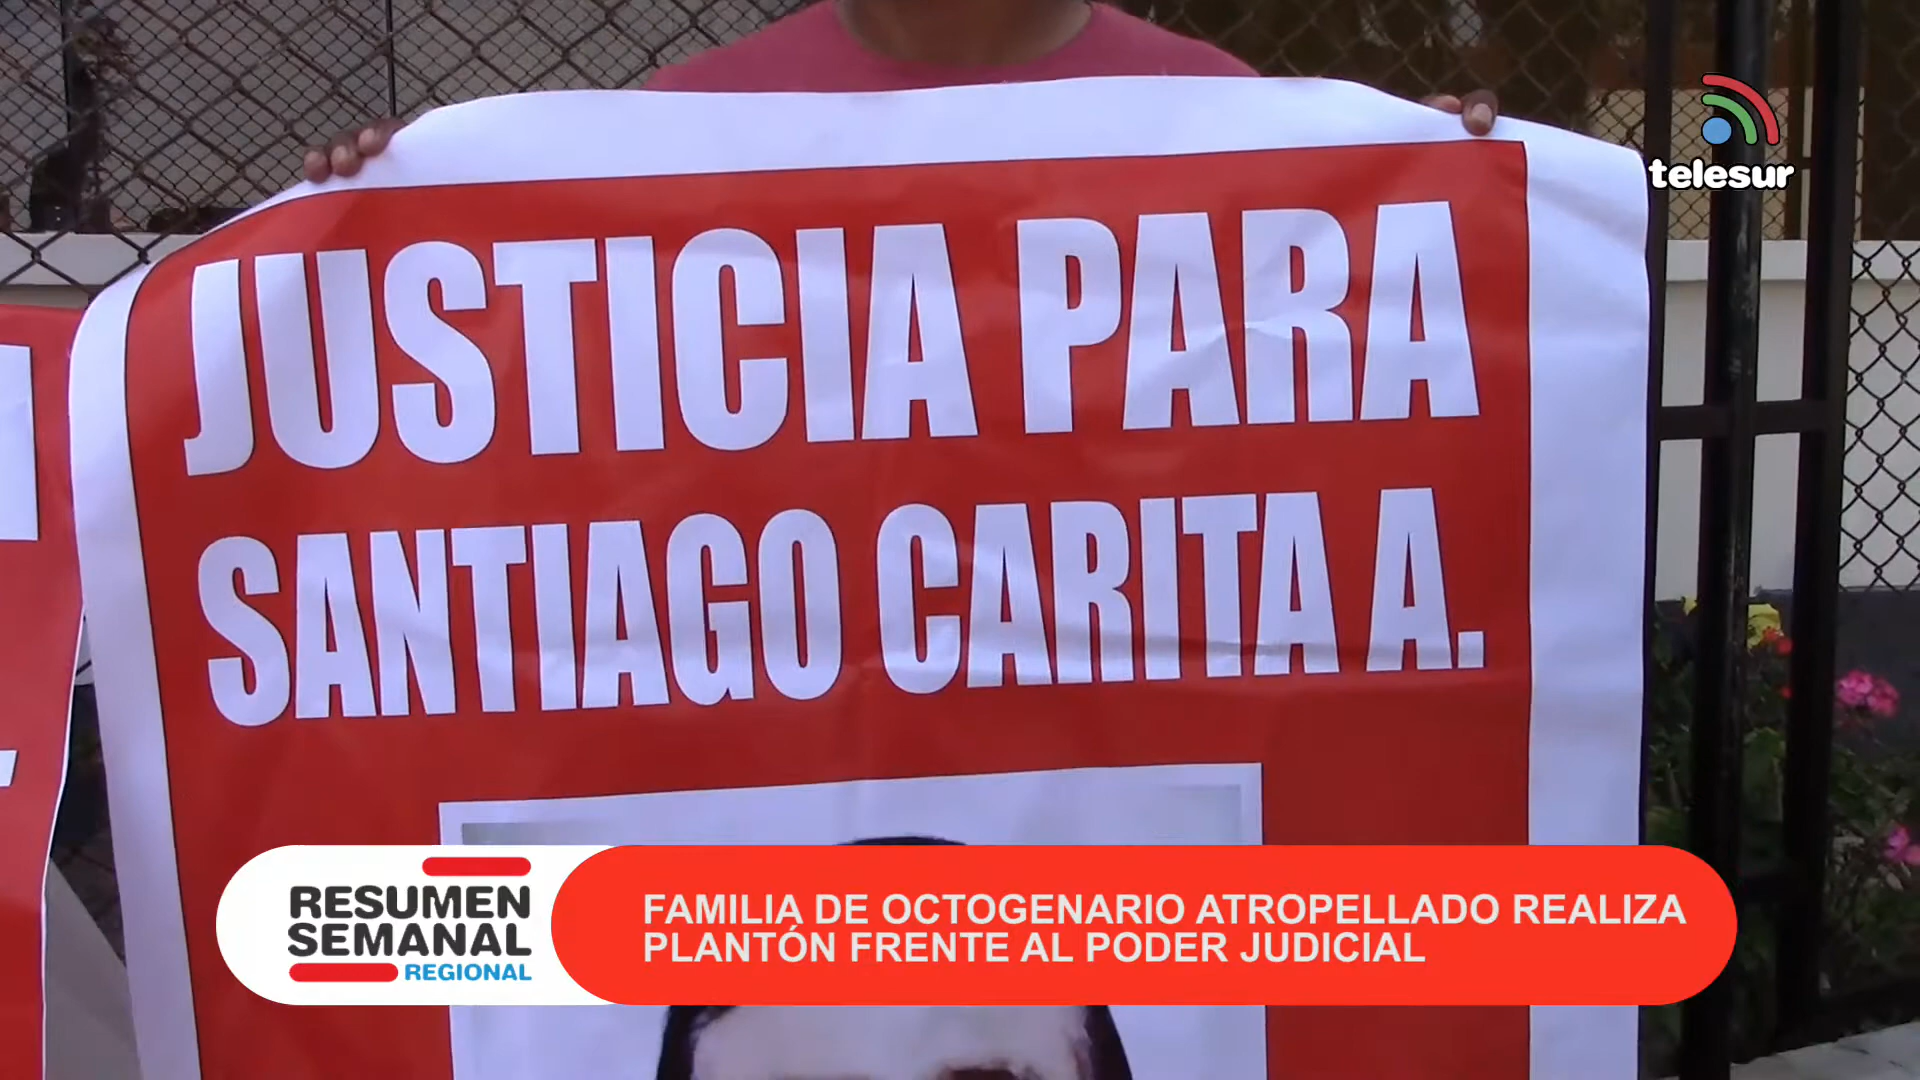 telesur
JUSTICIA PARA
SANTIAGO CARITA A.
RESUMEN
SEMANAL
REGIONAL
FAMILIA DE OCTOGENARIO ATROPELLADO REALIZA
PLANTÓN FRENTE AL PODER JUDICIAL